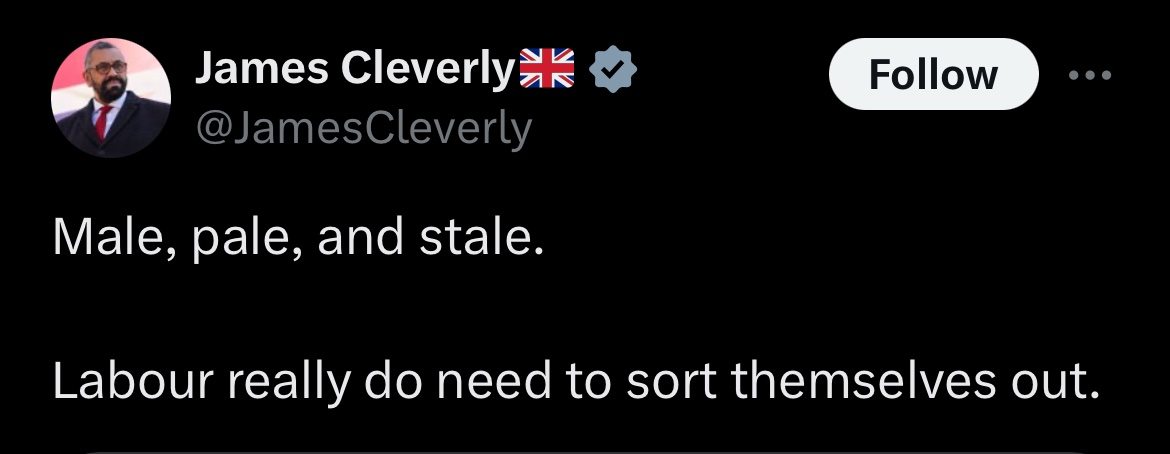 James Cleverly🇬🇧
Follow
@JamesCleverly
Male, pale, and stale.
Labour really do need to sort themselves out.